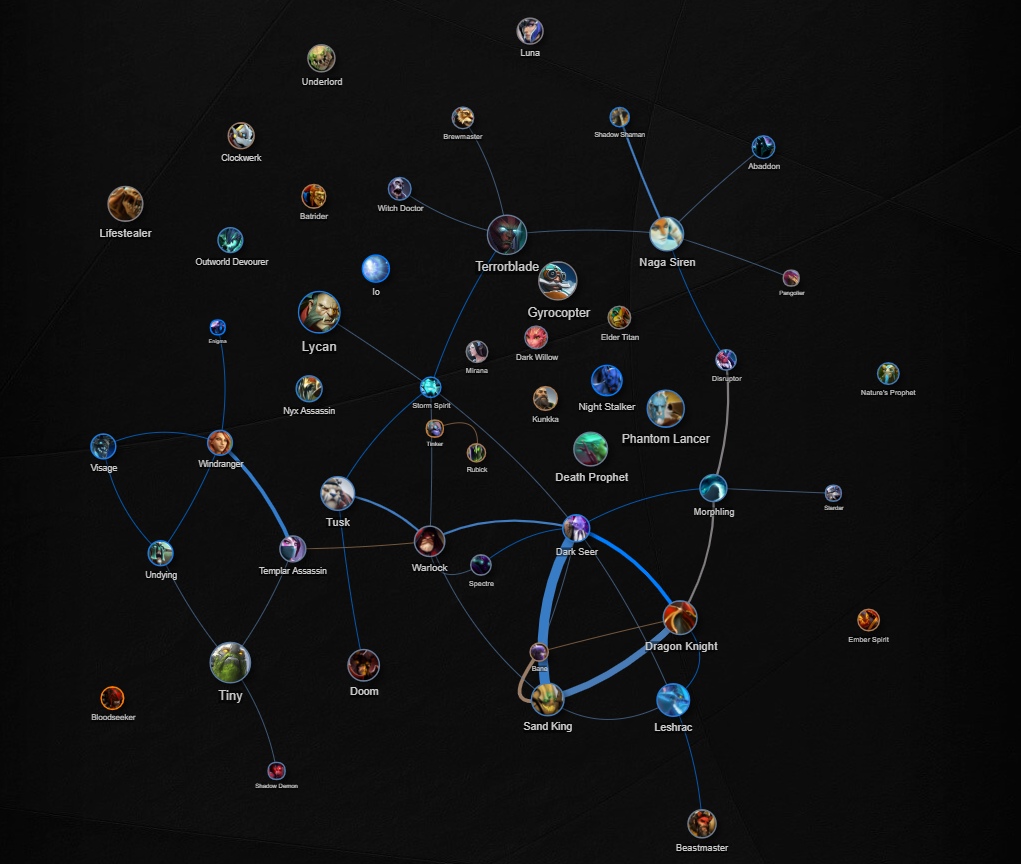 Luna
Underlord
Brewmaster
Shadow Shaman
Clockwerk
Abaddon
Witch Doctor
Batrider
Lifestealer
Outworld Devourer
Terrorblade
Naga Siren
Io
Pangolier
Gyrocopter
Elder Titan
Enigma
Lycan
Dark Willow
Mirana
Disruptor
Nature's Prophet
Storm Spirit
Nyx Assassin
Night Stalker
Kunkka
Phantom Lancer
Tinker
Visage
Windranger
Rubick
Death Prophet
Slardar
Morpling
Tusk
Dark Seer
Warlock
Templar Assassin
Undying
Spectre
Ember Spirit
Dragon Knight
Bane
Doom
Tiny
Bloodseeker
Sand King
Leshrac
Shadow Demon
Beastmaster